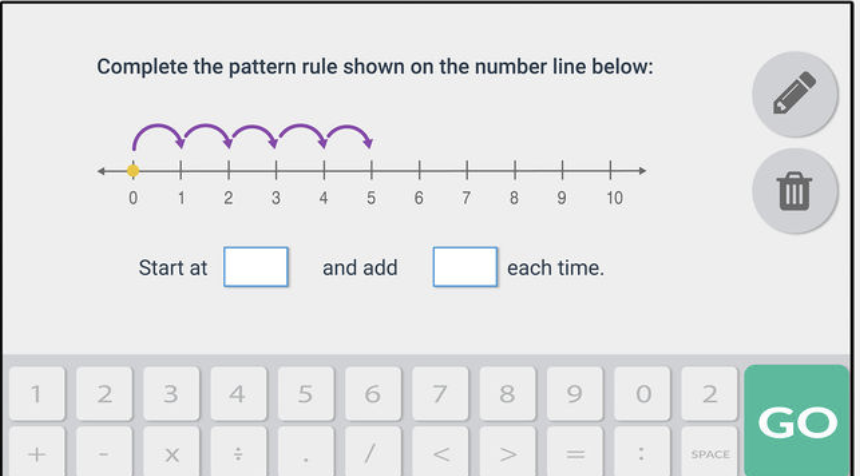 Complete the pattern rule shown on the number line below:
0 1 2 3 4 5 6 7 8 9 10
Start at and add each time.
1 2 3 4 5 6 7 8 9 0 2
GO
+ - x ÷ . / < > = : SPACE